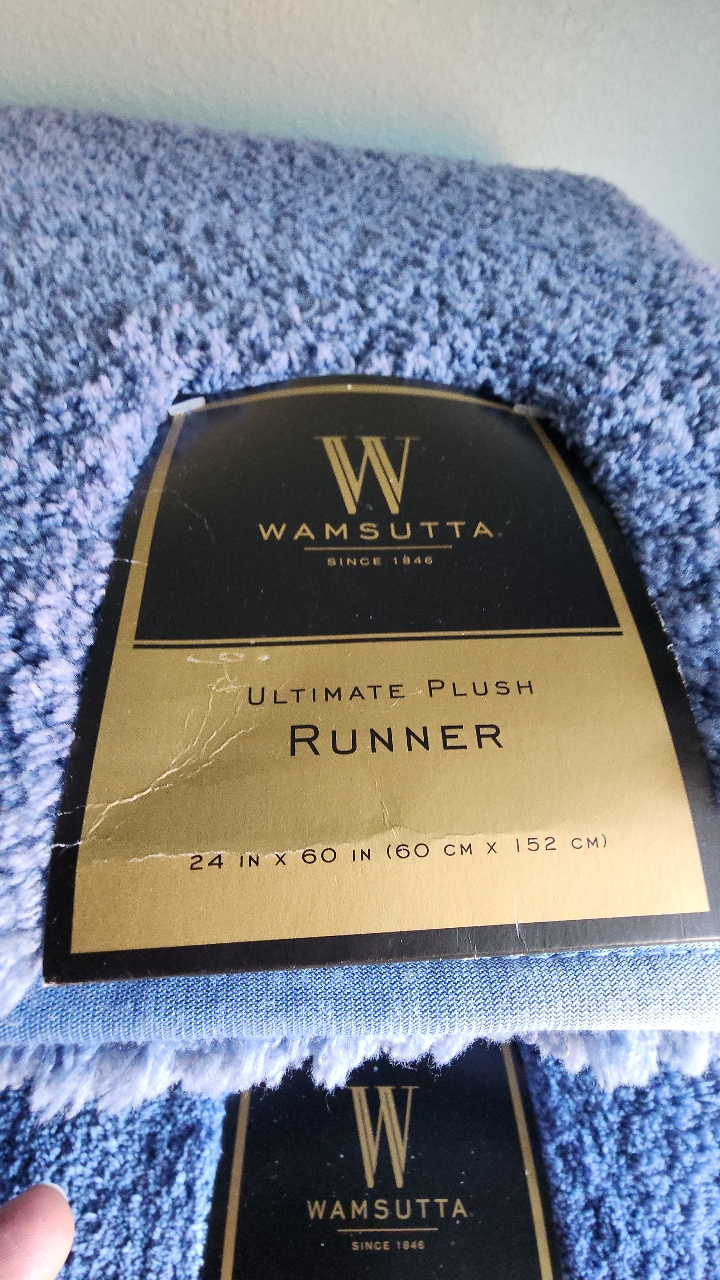 W
WAMSUTTA
SINCE 1846
ULTIMATE PLUSH
RUNNER
24 IN X 60 IN (60 CM X 152 CM)
W
WAMSUTTA
SINCE 1846